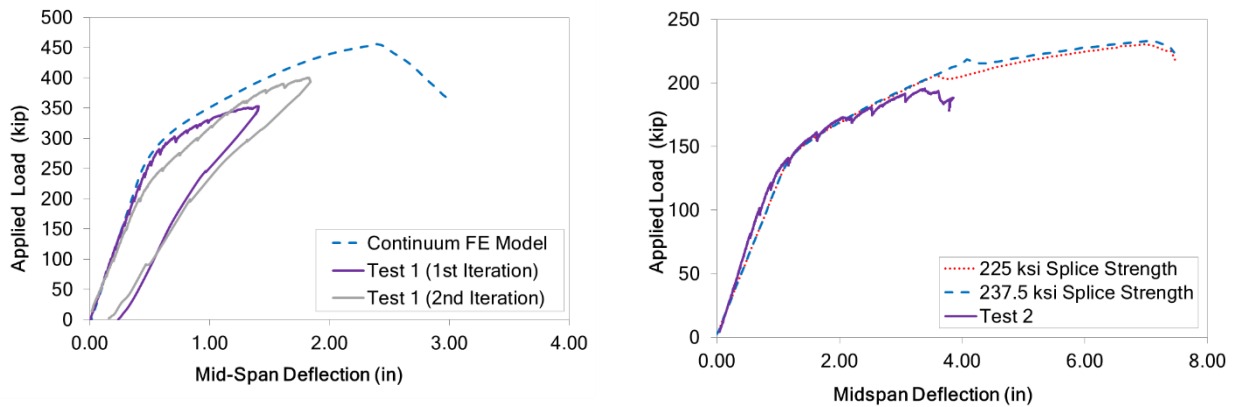 Applied Load (kip)
500
450
400
350
300
250
200
150
100
50
0
0.00 1.00 2.00 3.00 4.00
Mid-Span Deflection (in)
Continuum FE Model
Test 1 (1st Iteration)
Test 1 (2nd Iteration)
Applied Load (kip)
250
200
150
100
50
0
0.00 2.00 4.00 6.00 8.00
Midspan Deflection (in)
225 ksi Splice Strength
237.5 ksi Splice Strength
Test 2